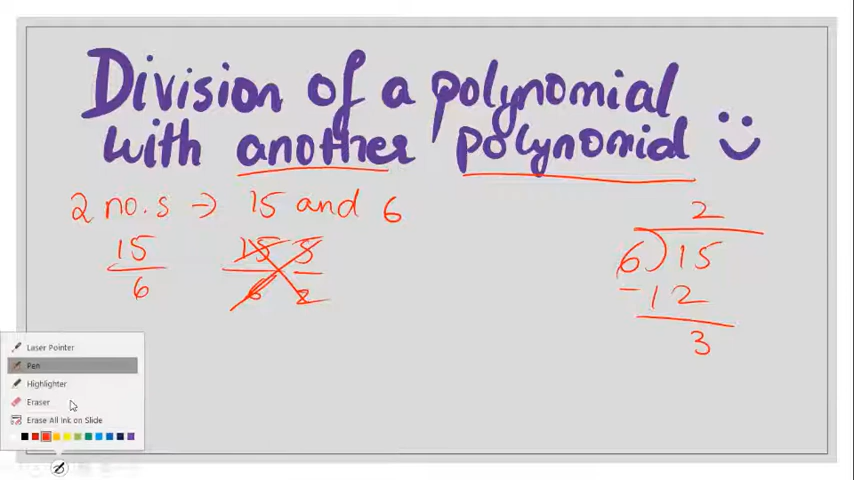 Division of a polynomial
with another polynomial
2 no.s → 15 and 6
15
6
15 5
6 2
2
6)15
-12
3
Laser Pointer
Pen
Highlighter
Eraser
Erase All Ink on Slide